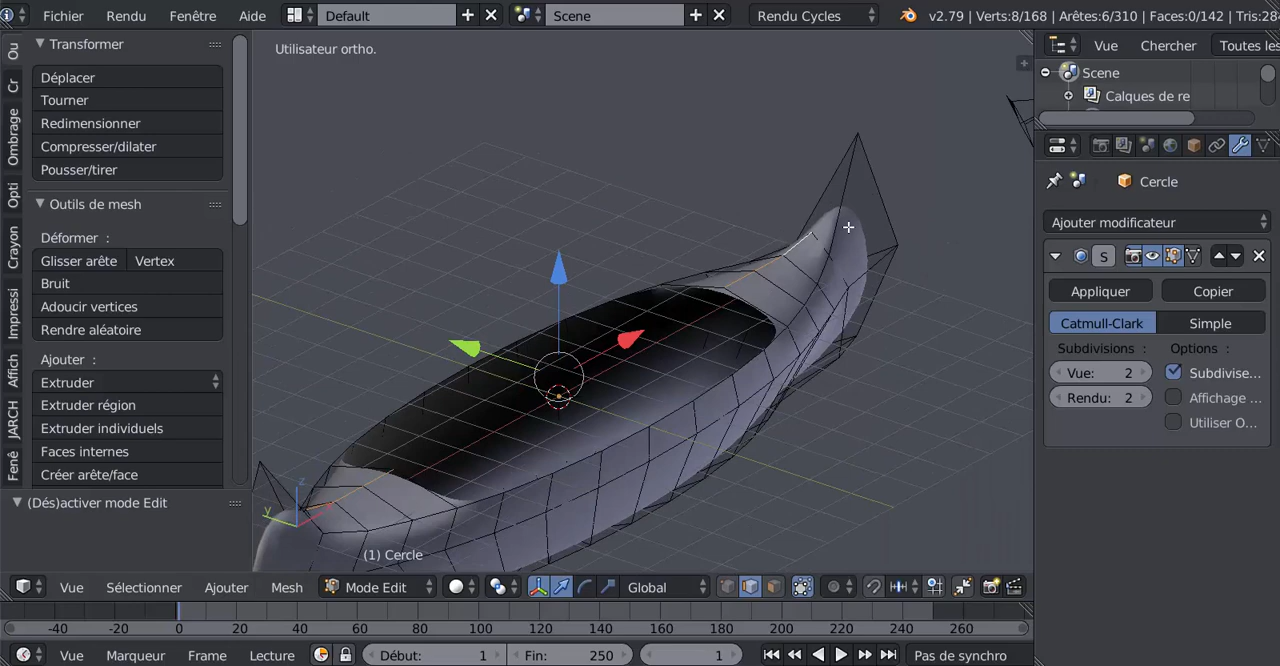 Fichier Rendu Fenêtre Aide Default Scene Rendu Cycles v2.79 | Verts:8/168 | Arêtes:6/310 | Faces:0/142 | Tris:28
Transformer
Déplacer
Tourner
Redimensionner
Compresser/dilater
Pousser/tirer
Outils de mesh
Déformer :
Glisser arête Vertex
Bruit
Adoucir vertices
Rendre aléatoire
Ajouter :
Extruder
Extruder région
Extruder individuels
Faces internes
Créer arête/face
(Dés)activer mode Edit
Ou
Cr
Ombrage
Opti
Crayon
Impressi
Affich
JARCH
Fenê
Utilisateur ortho.
z
y
(1) Cercle
Vue Chercher Toutes les
Scene
Calques de re
Cercle
Ajouter modificateur
S
Appliquer Copier
Catmull-Clark Simple
Subdivisions : Options :
Vue: 2 Subdivise...
Rendu: 2 Affichage ...
Utiliser O...
Vue Sélectionner Ajouter Mesh Mode Edit Global
-40 -20 0 20 40 60 80 100 120 140 160 180 200 220 240 260
Vue Marqueur Frame Lecture Début: 1 Fin: 250 1 Pas de synchro